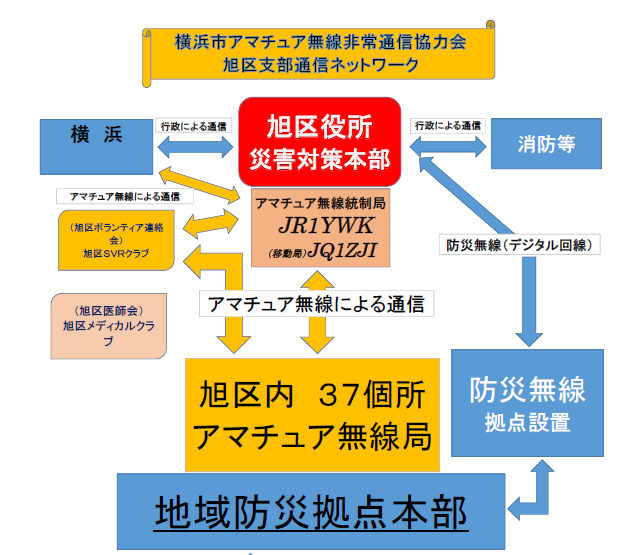 横浜市アマチュア無線非常通信協力会
旭区支部通信ネットワーク
横 浜
行政による通信
旭区役所
災害対策本部
行政による通信
消防等
アマチュア無線による通信
アマチュア無線統制局
JR1YWK
(移動局)JQ1ZJI
(旭区ボランティア連絡
会)
旭区SVRクラブ
防災無線(デジタル回線)
アマチュア無線による通信
(旭区医師会)
旭区メディカルクラ
ブ
旭区内 37個所
アマチュア無線局
防災無線
拠点設置
地域防災拠点本部